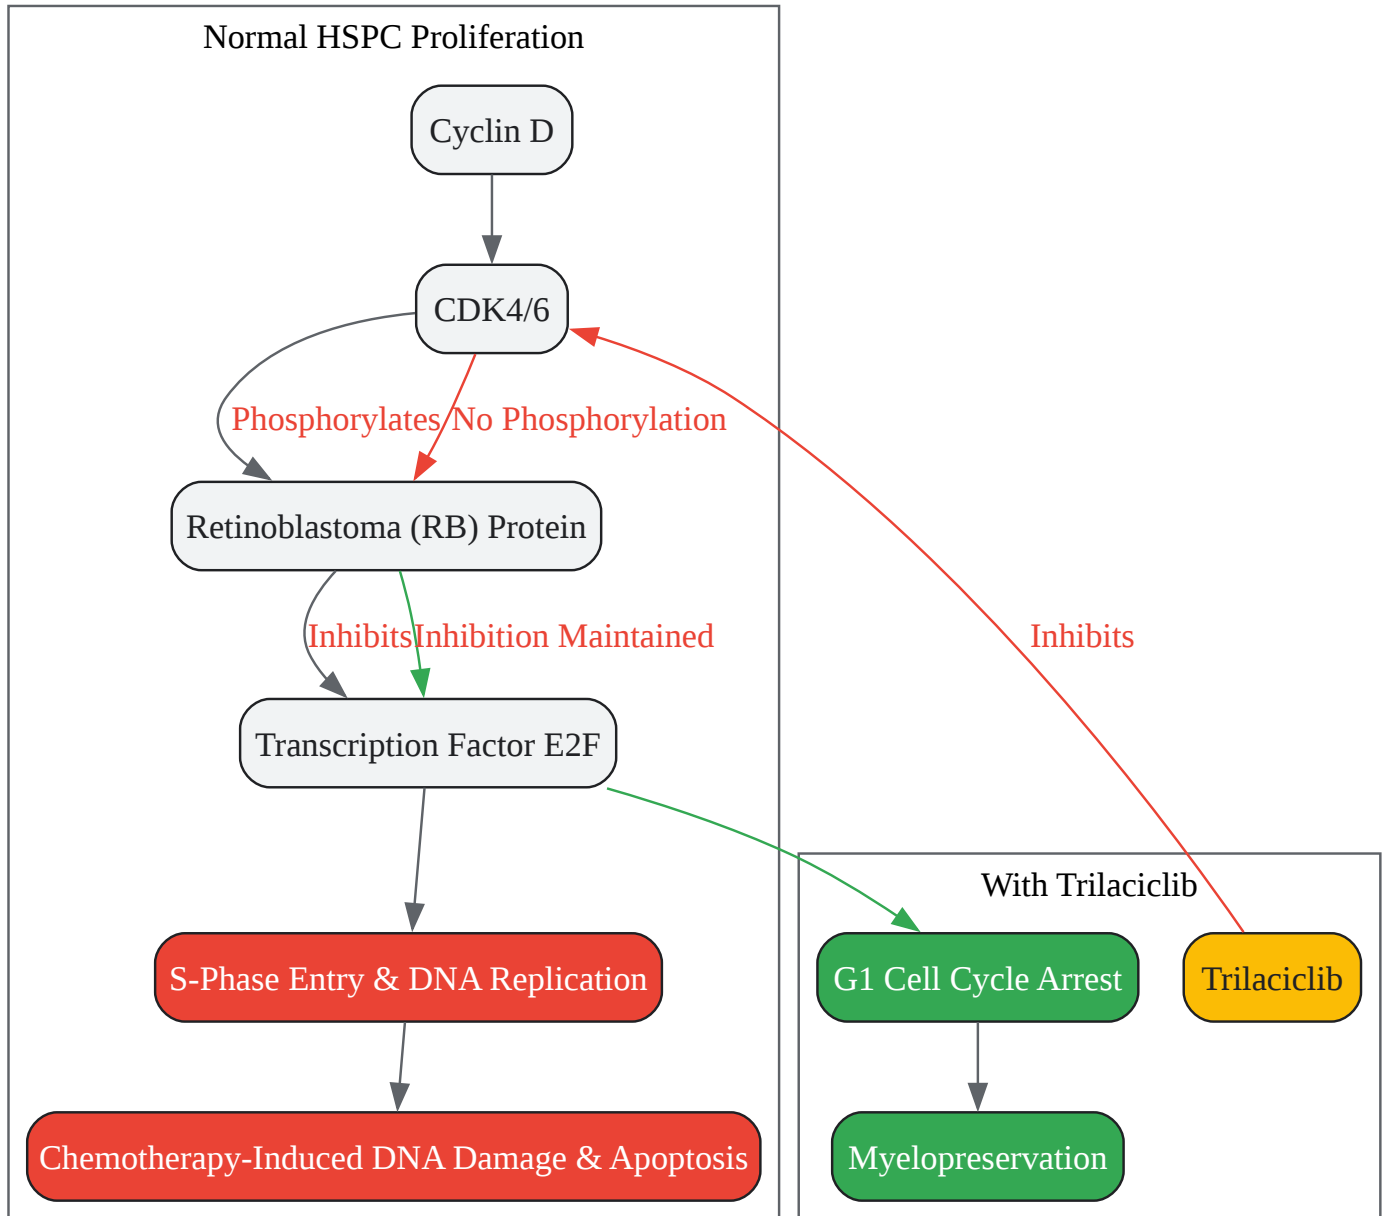 Normal HSPC Proliferation
Cyclin D
CDK4/6
Phosphorylates
No Phosphorylation
Retinoblastoma (RB) Protein
Inhibits
Inhibition Maintained
Inhibits
Transcription Factor E2F
With Trilaciclib
S-Phase Entry & DNA Replication
G1 Cell Cycle Arrest
Trilaciclib
Chemotherapy-Induced DNA Damage & Apoptosis
Myelopreservation